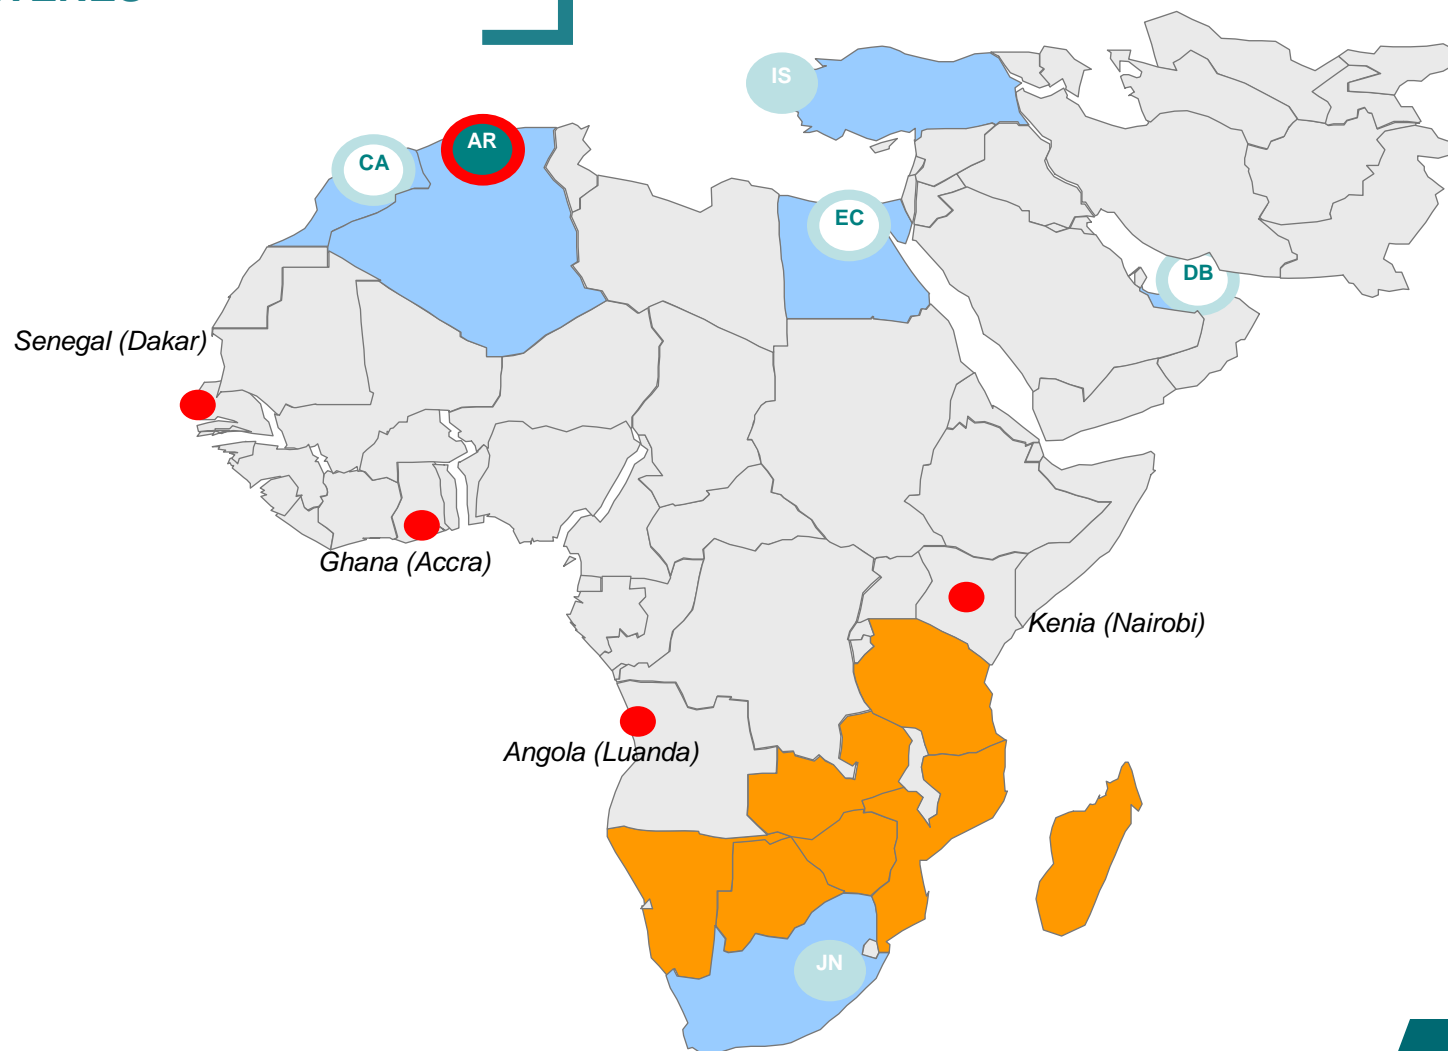 IS
AR
CA
EC
DB
Senegal (Dakar)
Ghana (Accra)
Kenia (Nairobi)
Angola (Luanda)
JN